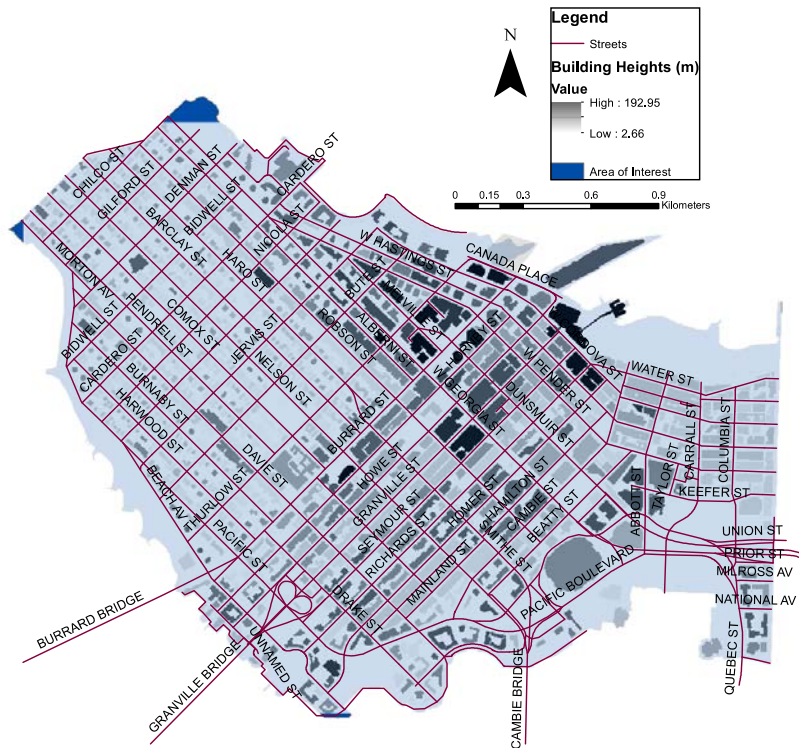 Legend
Streets
Building Heights (m)
Value
High : 192.95
Low : 2.66
Area of Interest
N
0 0.15 0.3 0.6 0.9
Kilometers
CHILCO ST
GILFORD ST
DENMAN ST
BIDWELL ST
CARDERO ST
NICOLA ST
BARCLAY ST
HARO ST
W HASTINGS ST
CANADA PLACE
BUTE ST
MELVILLE ST
MORTON AV
BIDWELL ST
PENDRELL ST
COMOX ST
JERVIS ST
ROBSON ST
ALBERNI ST
HORNBY ST
W PENDER ST
WATER ST
CARDERO ST
BURNABY ST
HARWOOD ST
NELSON ST
W GEORGIA ST
DUNSMUIR ST
BURRARD ST
CARRALL ST
COLUMBIA ST
BEACH AV
THURLOW ST
DAVIE ST
HOWE ST
GRANVILLE ST
SEYMOUR ST
RICHARDS ST
HOMER ST
HAMILTON ST
CAMBIE ST
BEATTY ST
SMITHE ST
MAINLAND ST
ABBOTT ST
TAYLOR ST
KEEFER ST
PACIFIC ST
DRAKE ST
PACIFIC BOULEVARD
UNION ST
PRIOR ST
MILROSS AV
NATIONAL AV
QUEBEC ST
BURRARD BRIDGE
GRANVILLE BRIDGE
UNNAMED ST
CAMBIE BRIDGE